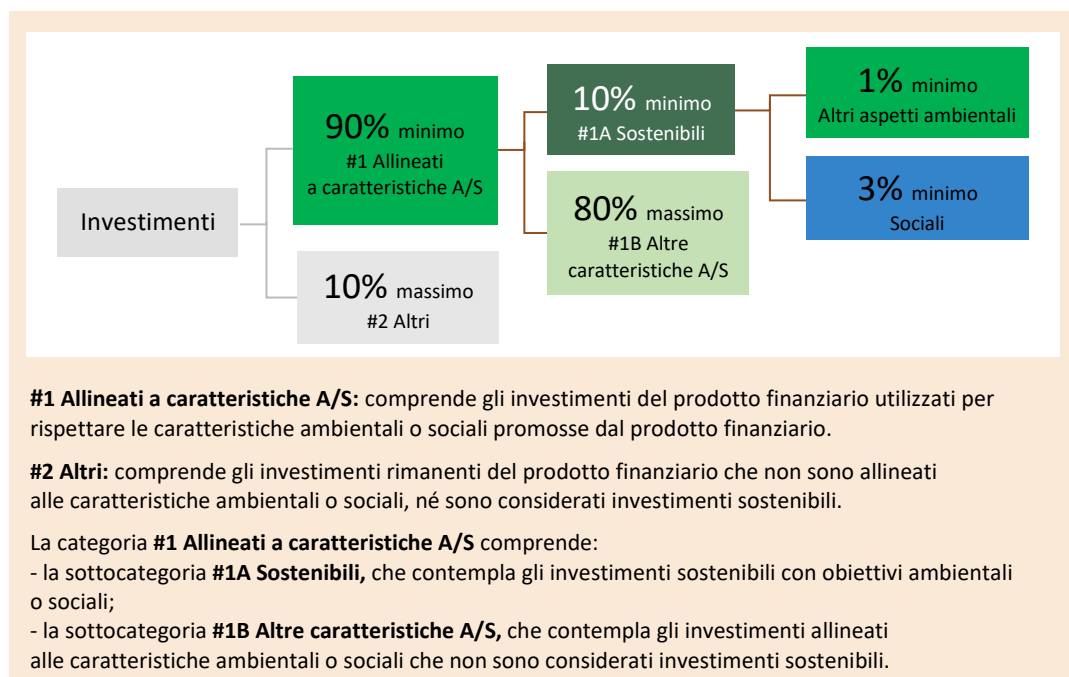 Investimenti
90% minimo
#1 Allineati
a caratteristiche A/S
10% massimo
#2 Altri
10% minimo
#1A Sostenibili
80% massimo
#1B Altre
caratteristiche A/S
1% minimo
Altri aspetti ambientali
3% minimo
Sociali
#1 Allineati a caratteristiche A/S: comprende gli investimenti del prodotto finanziario utilizzati per
rispettare le caratteristiche ambientali o sociali promosse dal prodotto finanziario.
#2 Altri: comprende gli investimenti rimanenti del prodotto finanziario che non sono allineati
alle caratteristiche ambientali o sociali, né sono considerati investimenti sostenibili.
La categoria #1 Allineati a caratteristiche A/S comprende:
- la sottocategoria #1A Sostenibili, che contempla gli investimenti sostenibili con obiettivi ambientali
o sociali;
- la sottocategoria #1B Altre caratteristiche A/S, che contempla gli investimenti allineati
alle caratteristiche ambientali o sociali che non sono considerati investimenti sostenibili.